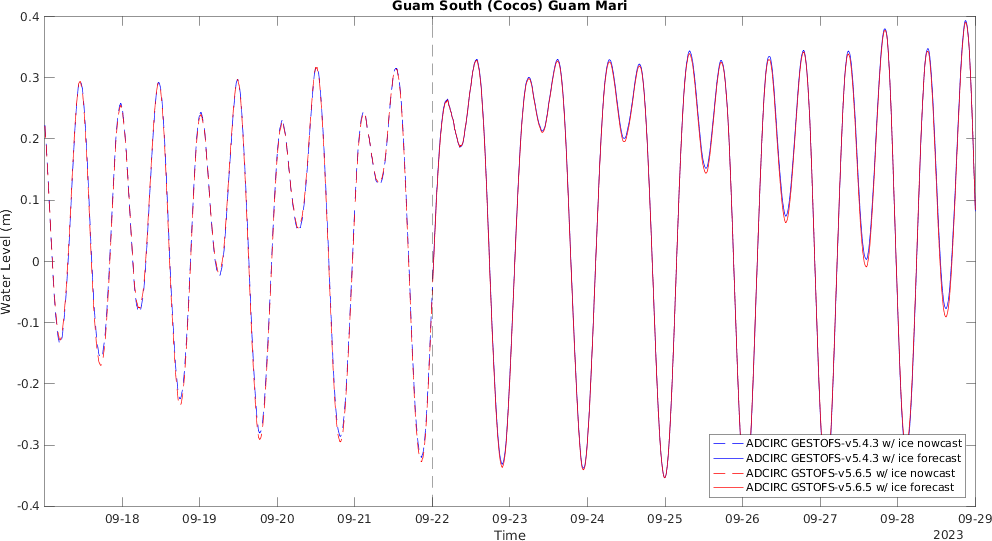 Guam South (Cocos) Guam Mari
Water Level (m)
0.4
0.3
0.2
0.1
0
-0.1
-0.2
-0.3
-0.4
ADCIRC GESTOFS-v5.4.3 w/ ice nowcast
ADCIRC GESTOFS-v5.4.3 w/ ice forecast
ADCIRC GSTOFS-v5.6.5 w/ ice nowcast
ADCIRC GSTOFS-v5.6.5 w/ ice forecast
09-18 09-19 09-20 09-21 09-22 09-23 09-24 09-25 09-26 09-27 09-28 09-29
Time
2023